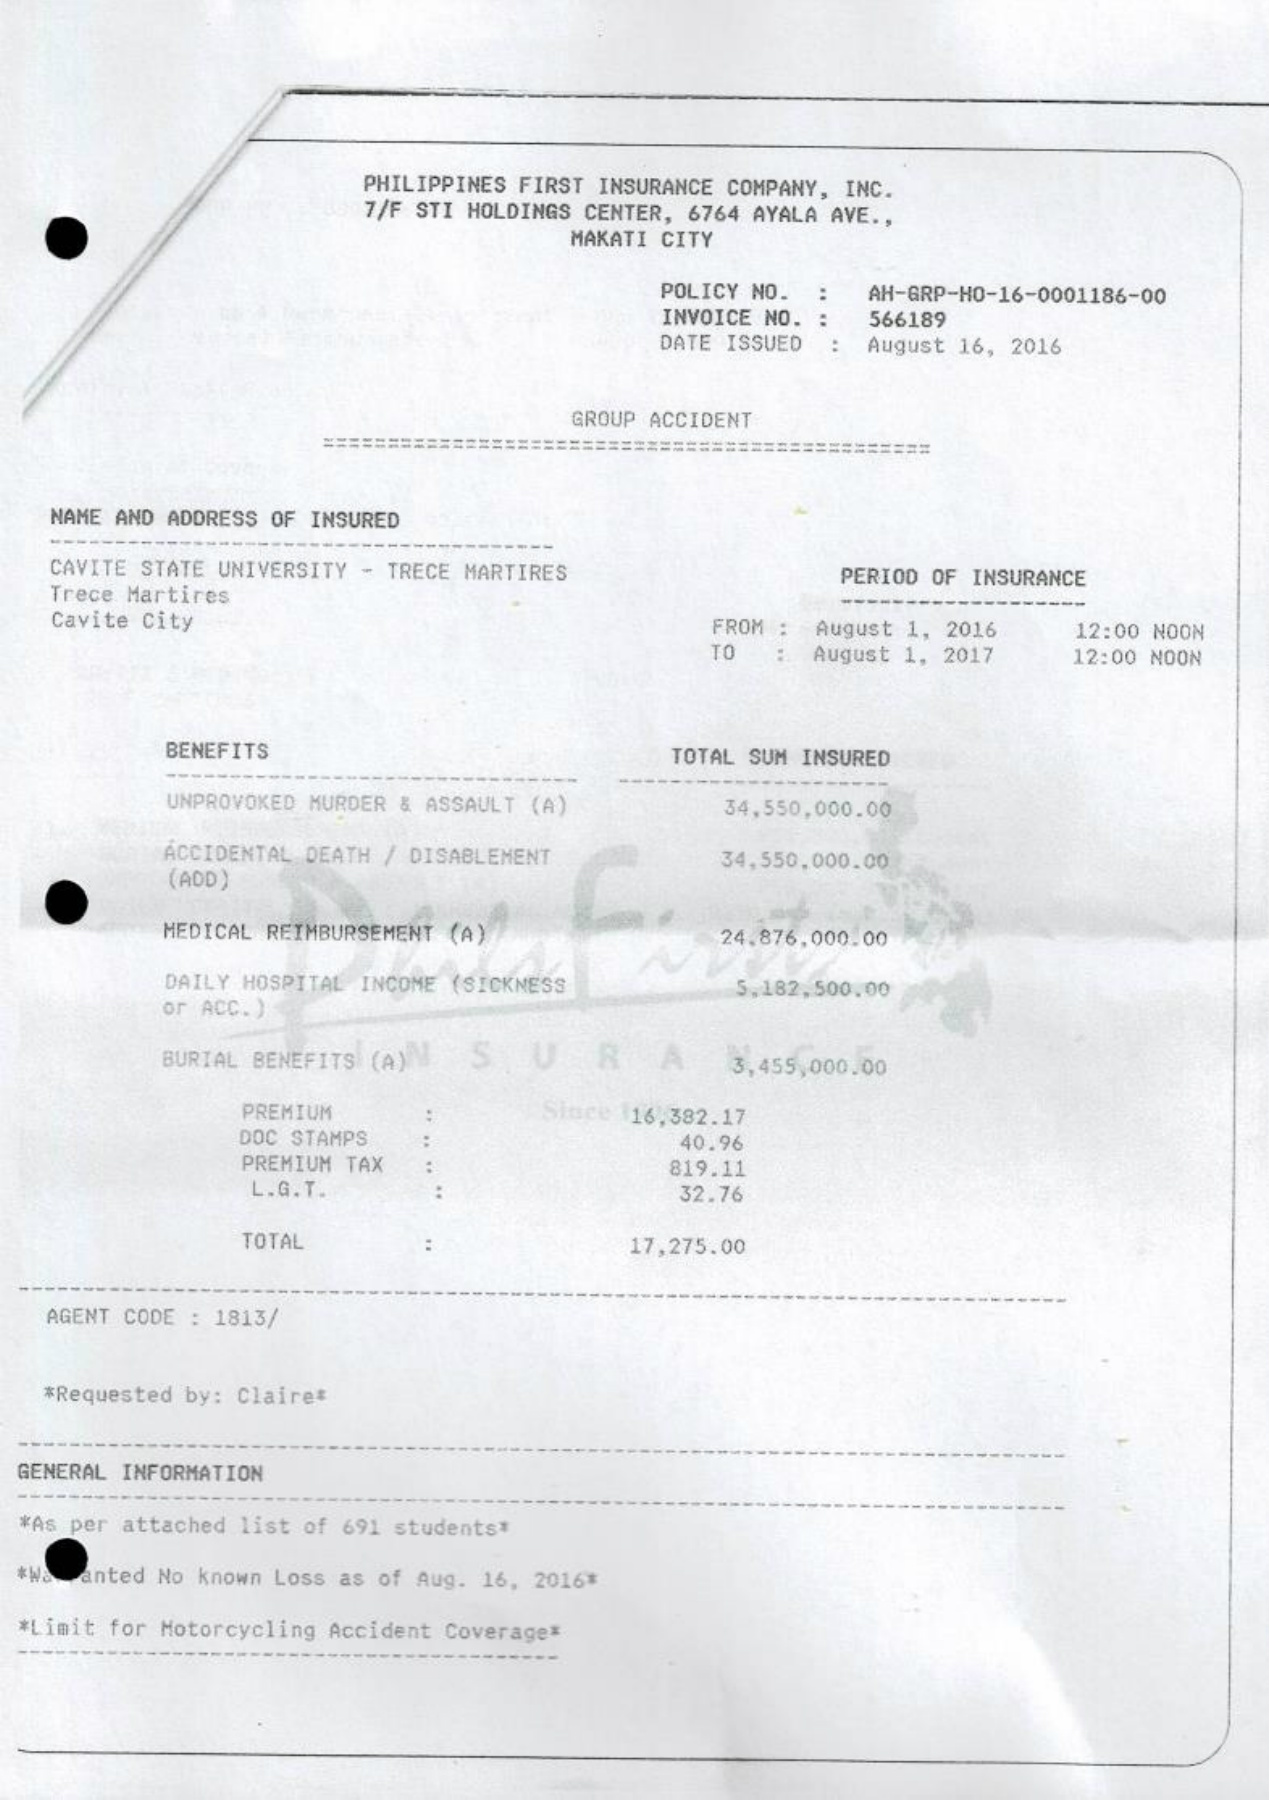 PHILIPPINES FIRST INSURANCE COMPANY, INC.
7/F STI HOLDINGS CENTER, 6764 AYALA AVE.,
MAKATI CITY
POLICY NO. : AH-GRP-HO-16-0001186-00
INVOICE NO. : 566189
DATE ISSUED : August 16, 2016
GROUP ACCIDENT
NAME AND ADDRESS OF INSURED
CAVITE STATE UNIVERSITY - TRECE MARTIRES
Trece Martires
Cavite City
PERIOD OF INSURANCE
FROM : August 1, 2016 12:00 NOON
TO : August 1, 2017 12:00 NOON
BENEFITS TOTAL SUM INSURED
UNPROVOKED MURDER & ASSAULT (A) 34,550,000.00
ACCIDENTAL DEATH / DISABLEMENT 34,550,000.00
(ADD)
MEDICAL REIMBURSEMENT (A) 24,876,000.00
DAILY HOSPITAL INCOME (SICKNESS 5,182,500.00
or ACC.)
BURIAL BENEFITS (A) 3,455,000.00
PhilsFirst
INSURANCE
Since
PREMIUM : 16,382.17
DOC STAMPS : 40.96
PREMIUM TAX : 819.11
L.G.T. : 32.76
TOTAL : 17,275.00
AGENT CODE : 1813/
*Requested by: Claire*
GENERAL INFORMATION
*As per attached list of 691 students*
*Warranted No known Loss as of Aug. 16, 2016*
*Limit for Motorcycling Accident Coverage*